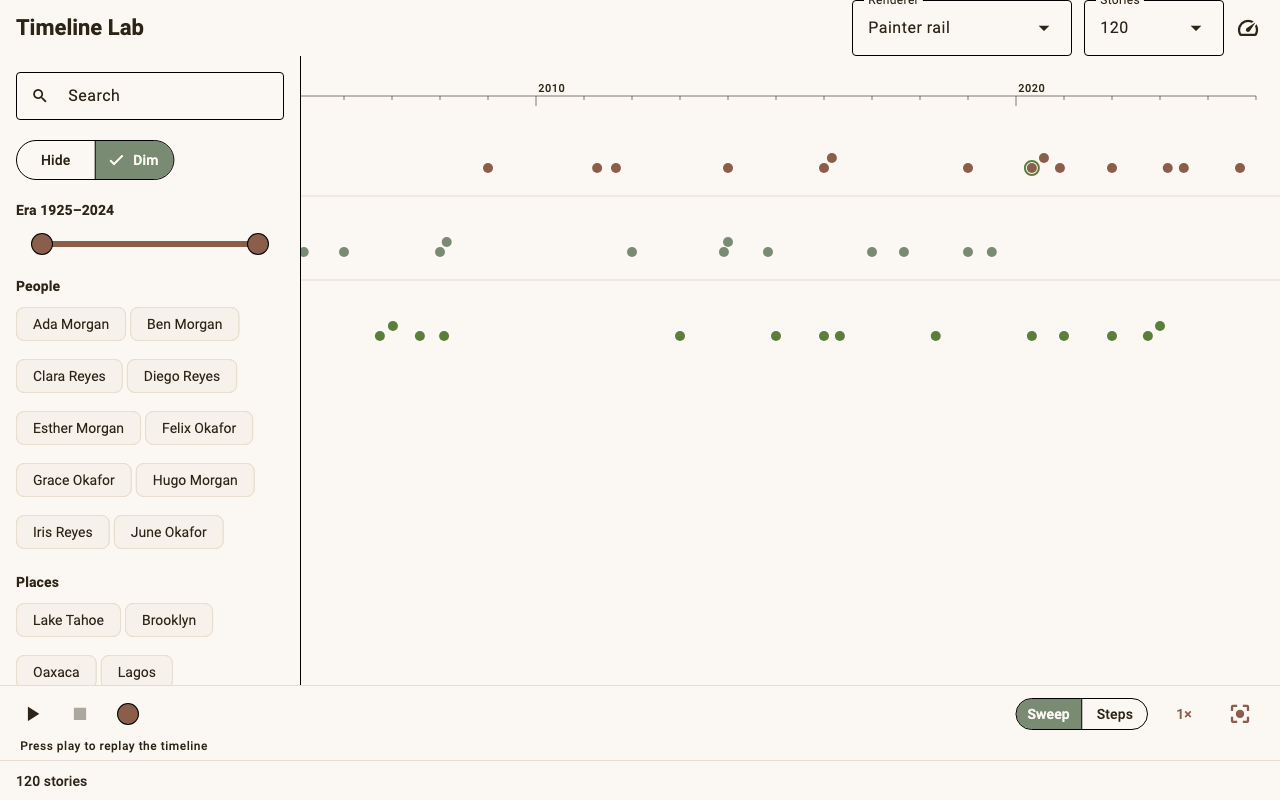 Timeline Lab
Renderer
Painter rail
Stories
120
Search
Hide
Dim
Era 1925–2024
People
Ada Morgan
Ben Morgan
Clara Reyes
Diego Reyes
Esther Morgan
Felix Okafor
Grace Okafor
Hugo Morgan
Iris Reyes
June Okafor
Places
Lake Tahoe
Brooklyn
Oaxaca
Lagos
2010
2020
Sweep
Steps
1×
Press play to replay the timeline
120 stories